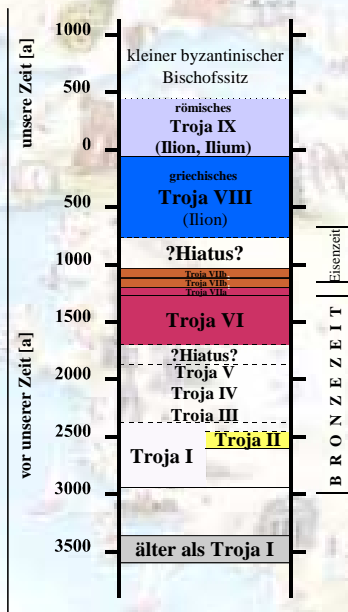 unsere Zeit [a]
vor unserer Zeit [a]
1000
500
0
500
1000
1500
2000
2500
3000
3500
kleiner byzantinischer
Bischofssitz
römisches
Troja IX
(Ilion, Ilium)
griechisches
Troja VIII
(Ilion)
?Hiatus?
Troja VIIb
Troja VIIb
Troja VIIa
Troja VI
?Hiatus?
Troja V
Troja IV
Troja III
Troja II
Troja I
älter als Troja I
Eisenzeit
BRONZEZEIT